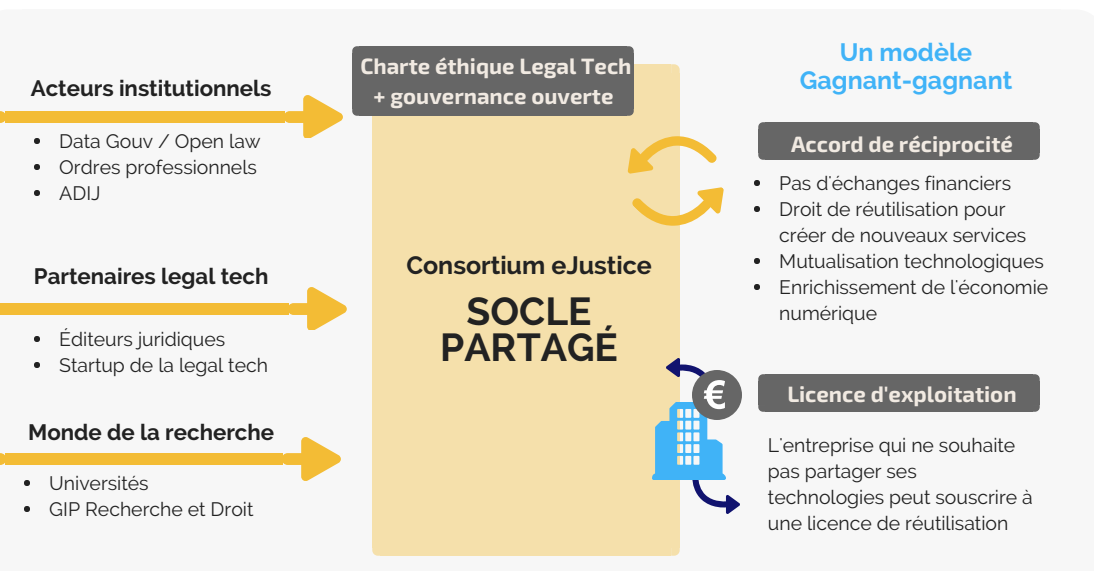 Acteurs institutionnels
• Data Gouv / Open law
• Ordres professionnels
• ADIJ
Partenaires legal tech
• Éditeurs juridiques
• Startup de la legal tech
Monde de la recherche
• Universités
• GIP Recherche et Droit
Charte éthique Legal Tech
+ gouvernance ouverte
Consortium eJustice
SOCLE
PARTAGÉ
Un modèle
Gagnant-gagnant
Accord de réciprocité
• Pas d'échanges financiers
• Droit de réutilisation pour
créer de nouveaux services
• Mutualisation technologiques
• Enrichissement de l'économie
numérique
€
Licence d'exploitation
L'entreprise qui ne souhaite
pas partager ses
technologies peut souscrire à
une licence de réutilisation